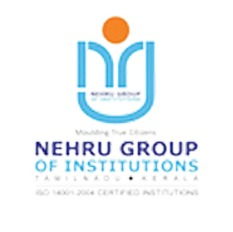 NEHRU GROUP
OF INSTITUTIONS
Moulding True Citizens
NEHRU GROUP
OF INSTITUTIONS
TAMILNADU • KERALA
ISO 14001:2004 CERTIFIED INSTITUTIONS